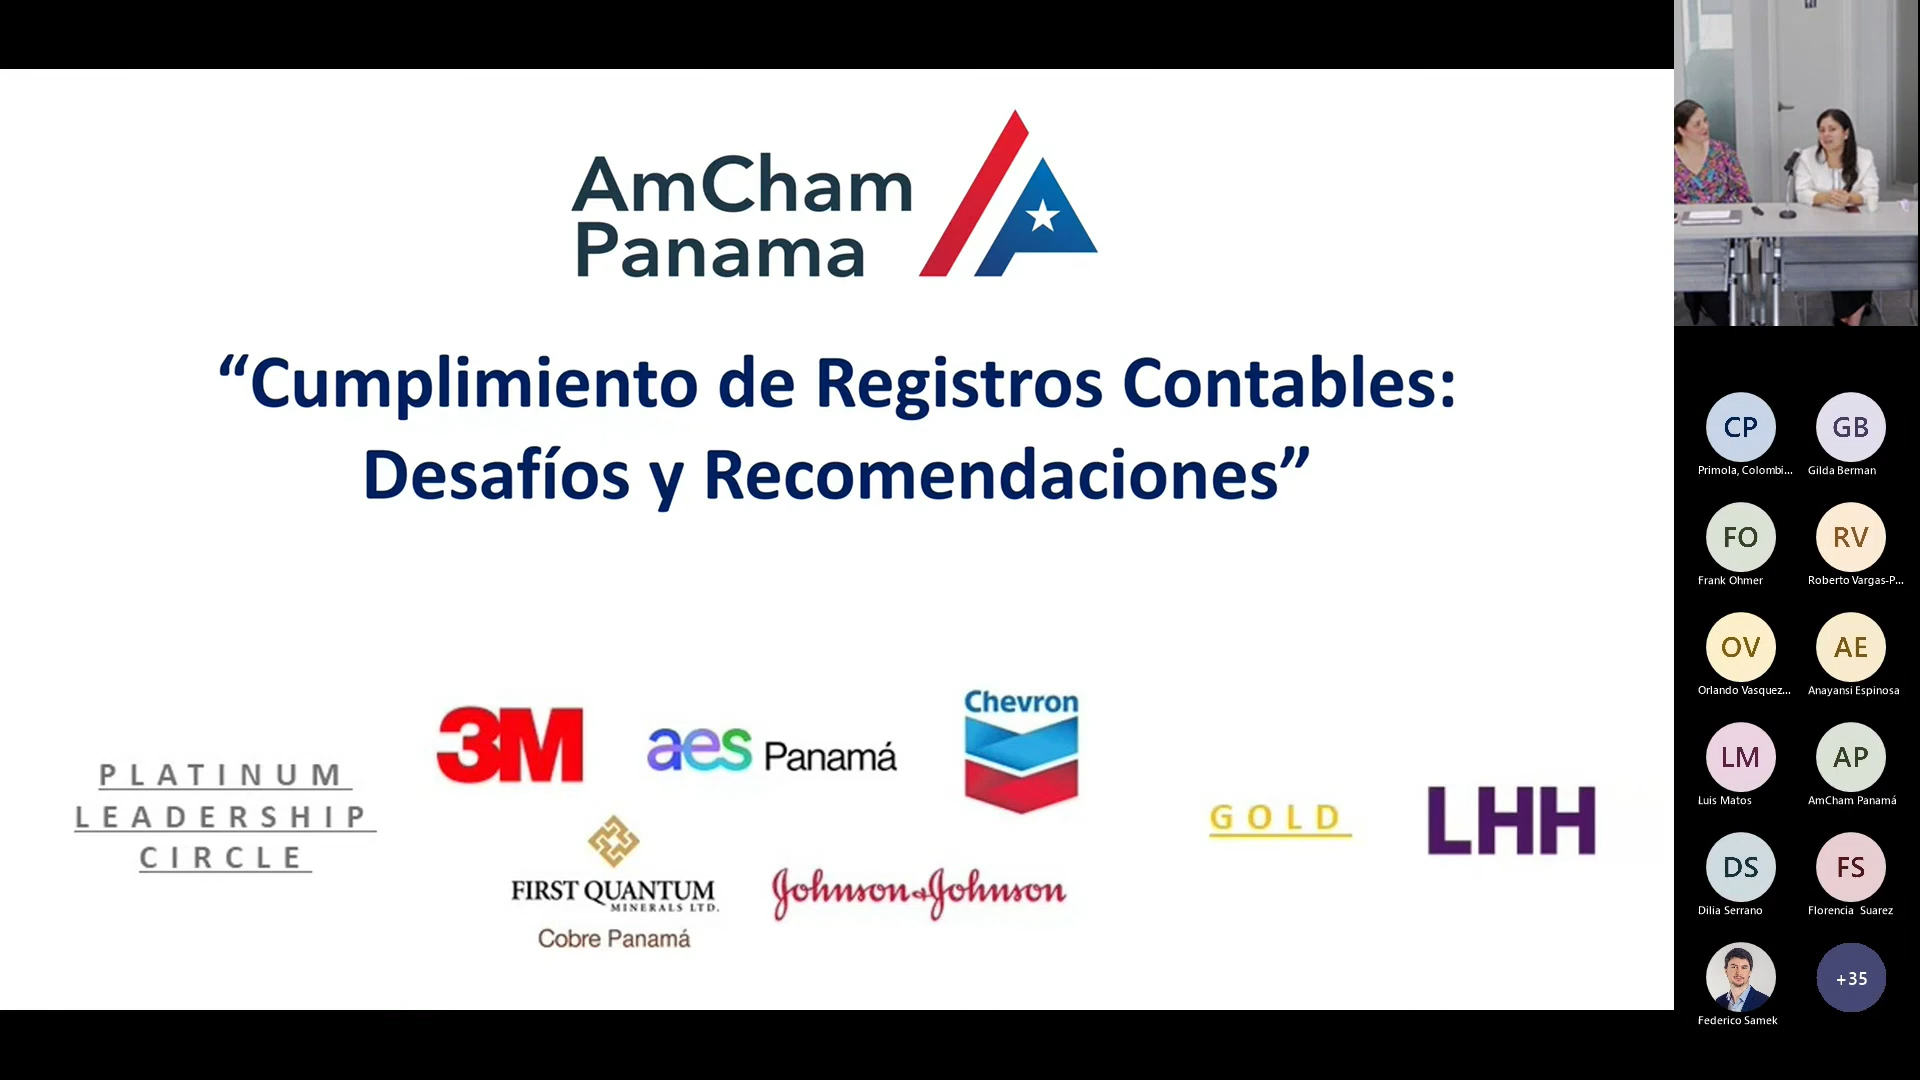 AmCham
Panama
“Cumplimiento de Registros Contables:
Desafíos y Recomendaciones”
PLATINUM
LEADERSHIP
CIRCLE
3M
aes Panamá
Chevron
FIRST QUANTUM
MINERALS LTD.
Cobre Panamá
Johnson & Johnson
GOLD
LHH
CP
Primola, Colombi...
GB
Gilda Berman
FO
Frank Ohmer
RV
Roberto Vargas-P...
OV
Orlando Vasquez...
AE
Anayansi Espinosa
LM
Luis Matos
AP
AmCham Panamá
DS
Dilia Serrano
FS
Florencia Suarez
Federico Samek
+35